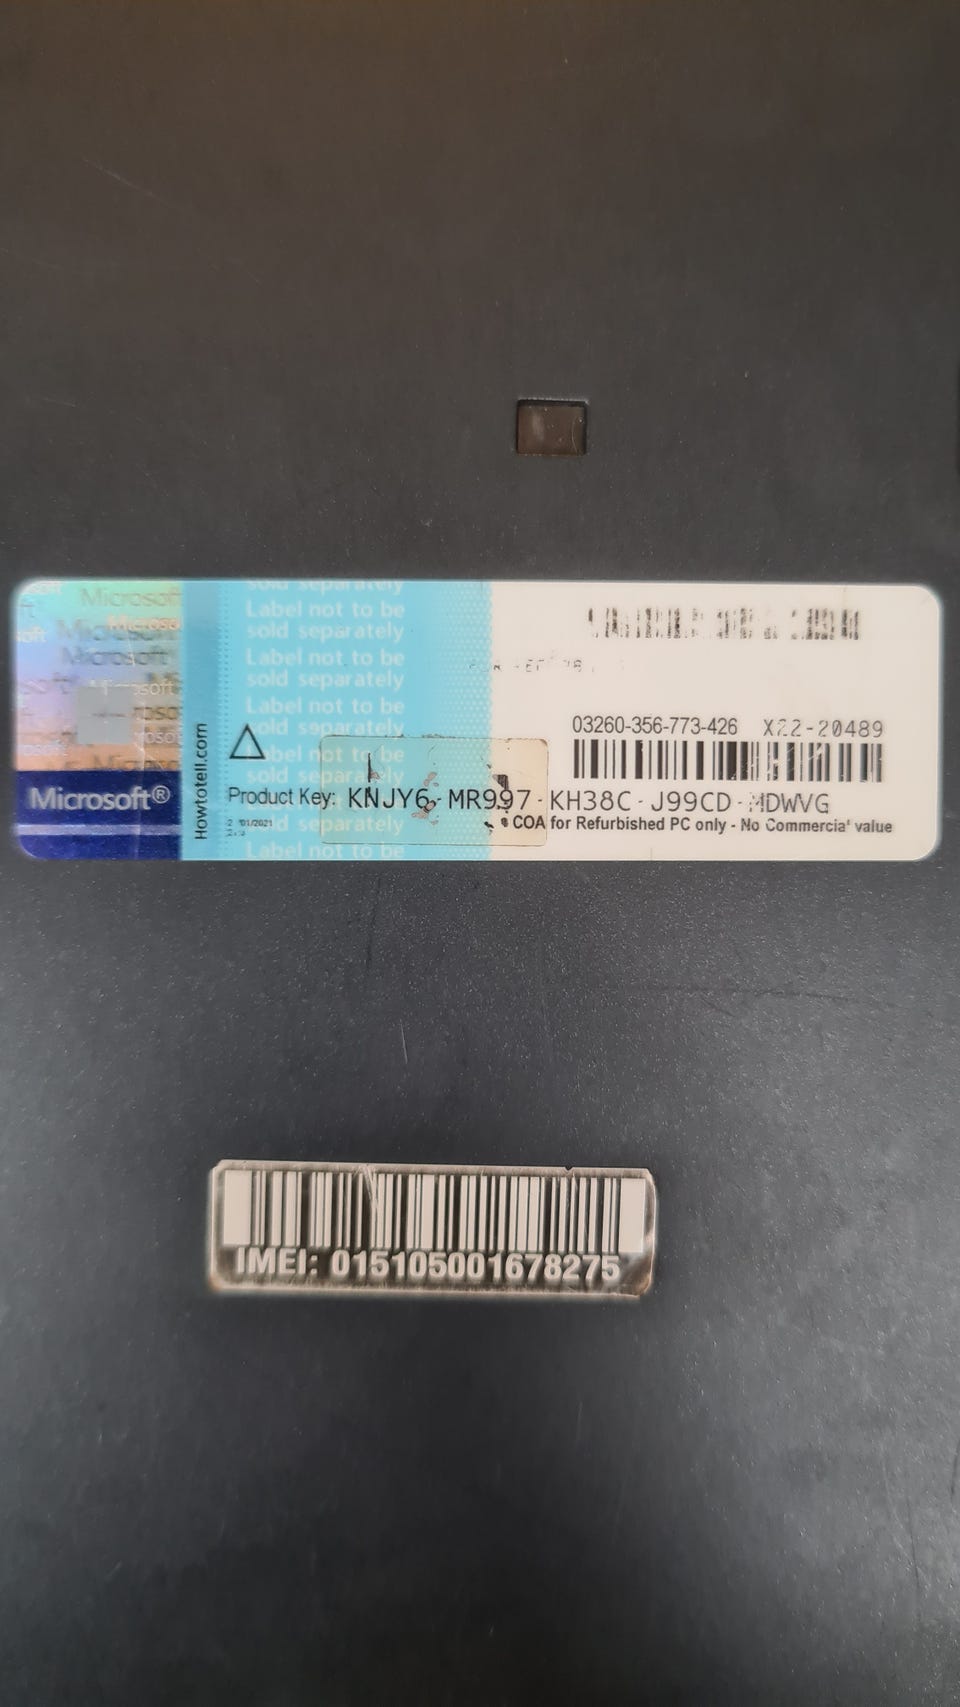 Microsoft
Microsoft
Microsoft
Microsoft
Microsoft®
Howtotell.com
sold separately
Label not to be
sold separately
Label not to be
sold separately
Label not to be
sold separately
Label not to be
sold separately
Label not to be
03260-356-773-426 X22-20489
Product Key: KNJY6-MR997-KH38C-J99CD-MDWVG
COA for Refurbished PC only - No Commercial value
IMEI: 015105001678275